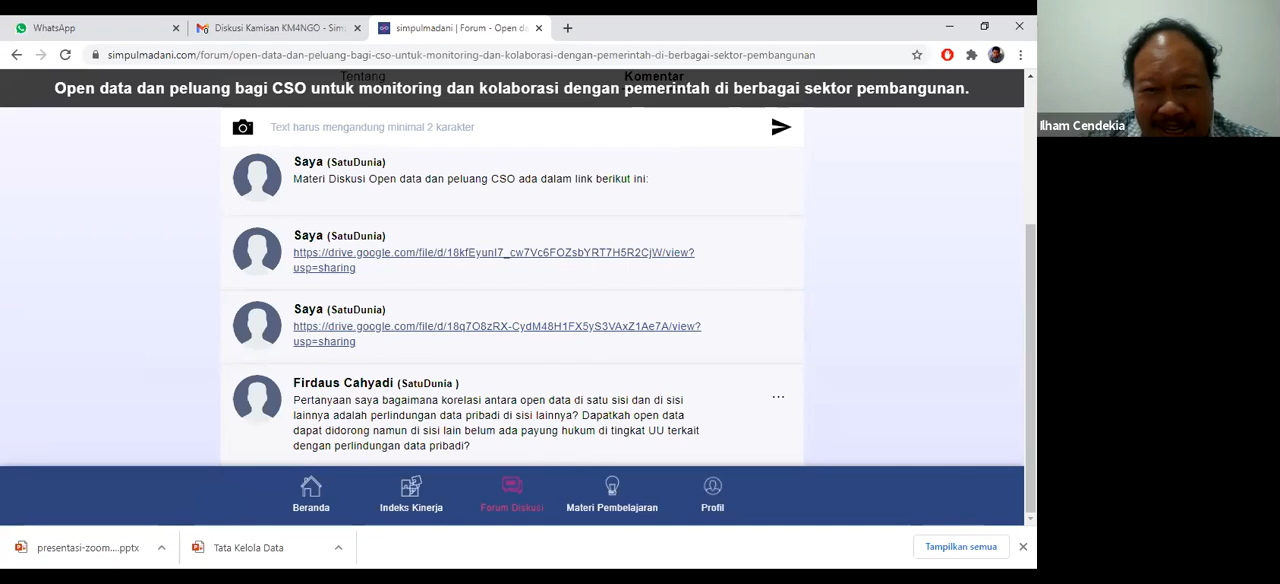 WhatsApp
Diskusi Kamisan KM4NGO - Sim
simpulmadani | Forum - Open da
simpulmadani.com/forum/open-data-dan-peluang-bagi-cso-untuk-monitoring-dan-kolaborasi-dengan-pemerintah-di-berbagai-sektor-pembangunan
Tentang
Komentar
Open data dan peluang bagi CSO untuk monitoring dan kolaborasi dengan pemerintah di berbagai sektor pembangunan.
Text harus mengandung minimal 2 karakter
Saya (SatuDunia)
Materi Diskusi Open data dan peluang CSO ada dalam link berikut ini:
Saya (SatuDunia)
https://drive.google.com/file/d/18kfEyunI7_cw7Vc6FOZsbYRT7H5R2CjW/view?
usp=sharing
Saya (SatuDunia)
https://drive.google.com/file/d/18q7O8zRX-CydM48H1FX5yS3VAxZ1Ae7A/view?
usp=sharing
Firdaus Cahyadi (SatuDunia )
Pertanyaan saya bagaimana korelasi antara open data di satu sisi dan di sisi
lainnya adalah perlindungan data pribadi di sisi lainnya? Dapatkah open data
dapat didorong namun di sisi lain belum ada payung hukum di tingkat UU terkait
dengan perlindungan data pribadi?
Beranda
Indeks Kinerja
Forum Diskusi
Materi Pembelajaran
Profil
presentasi-zoom....pptx
Tata Kelola Data
Tampilkan semua
Ilham Cendekia